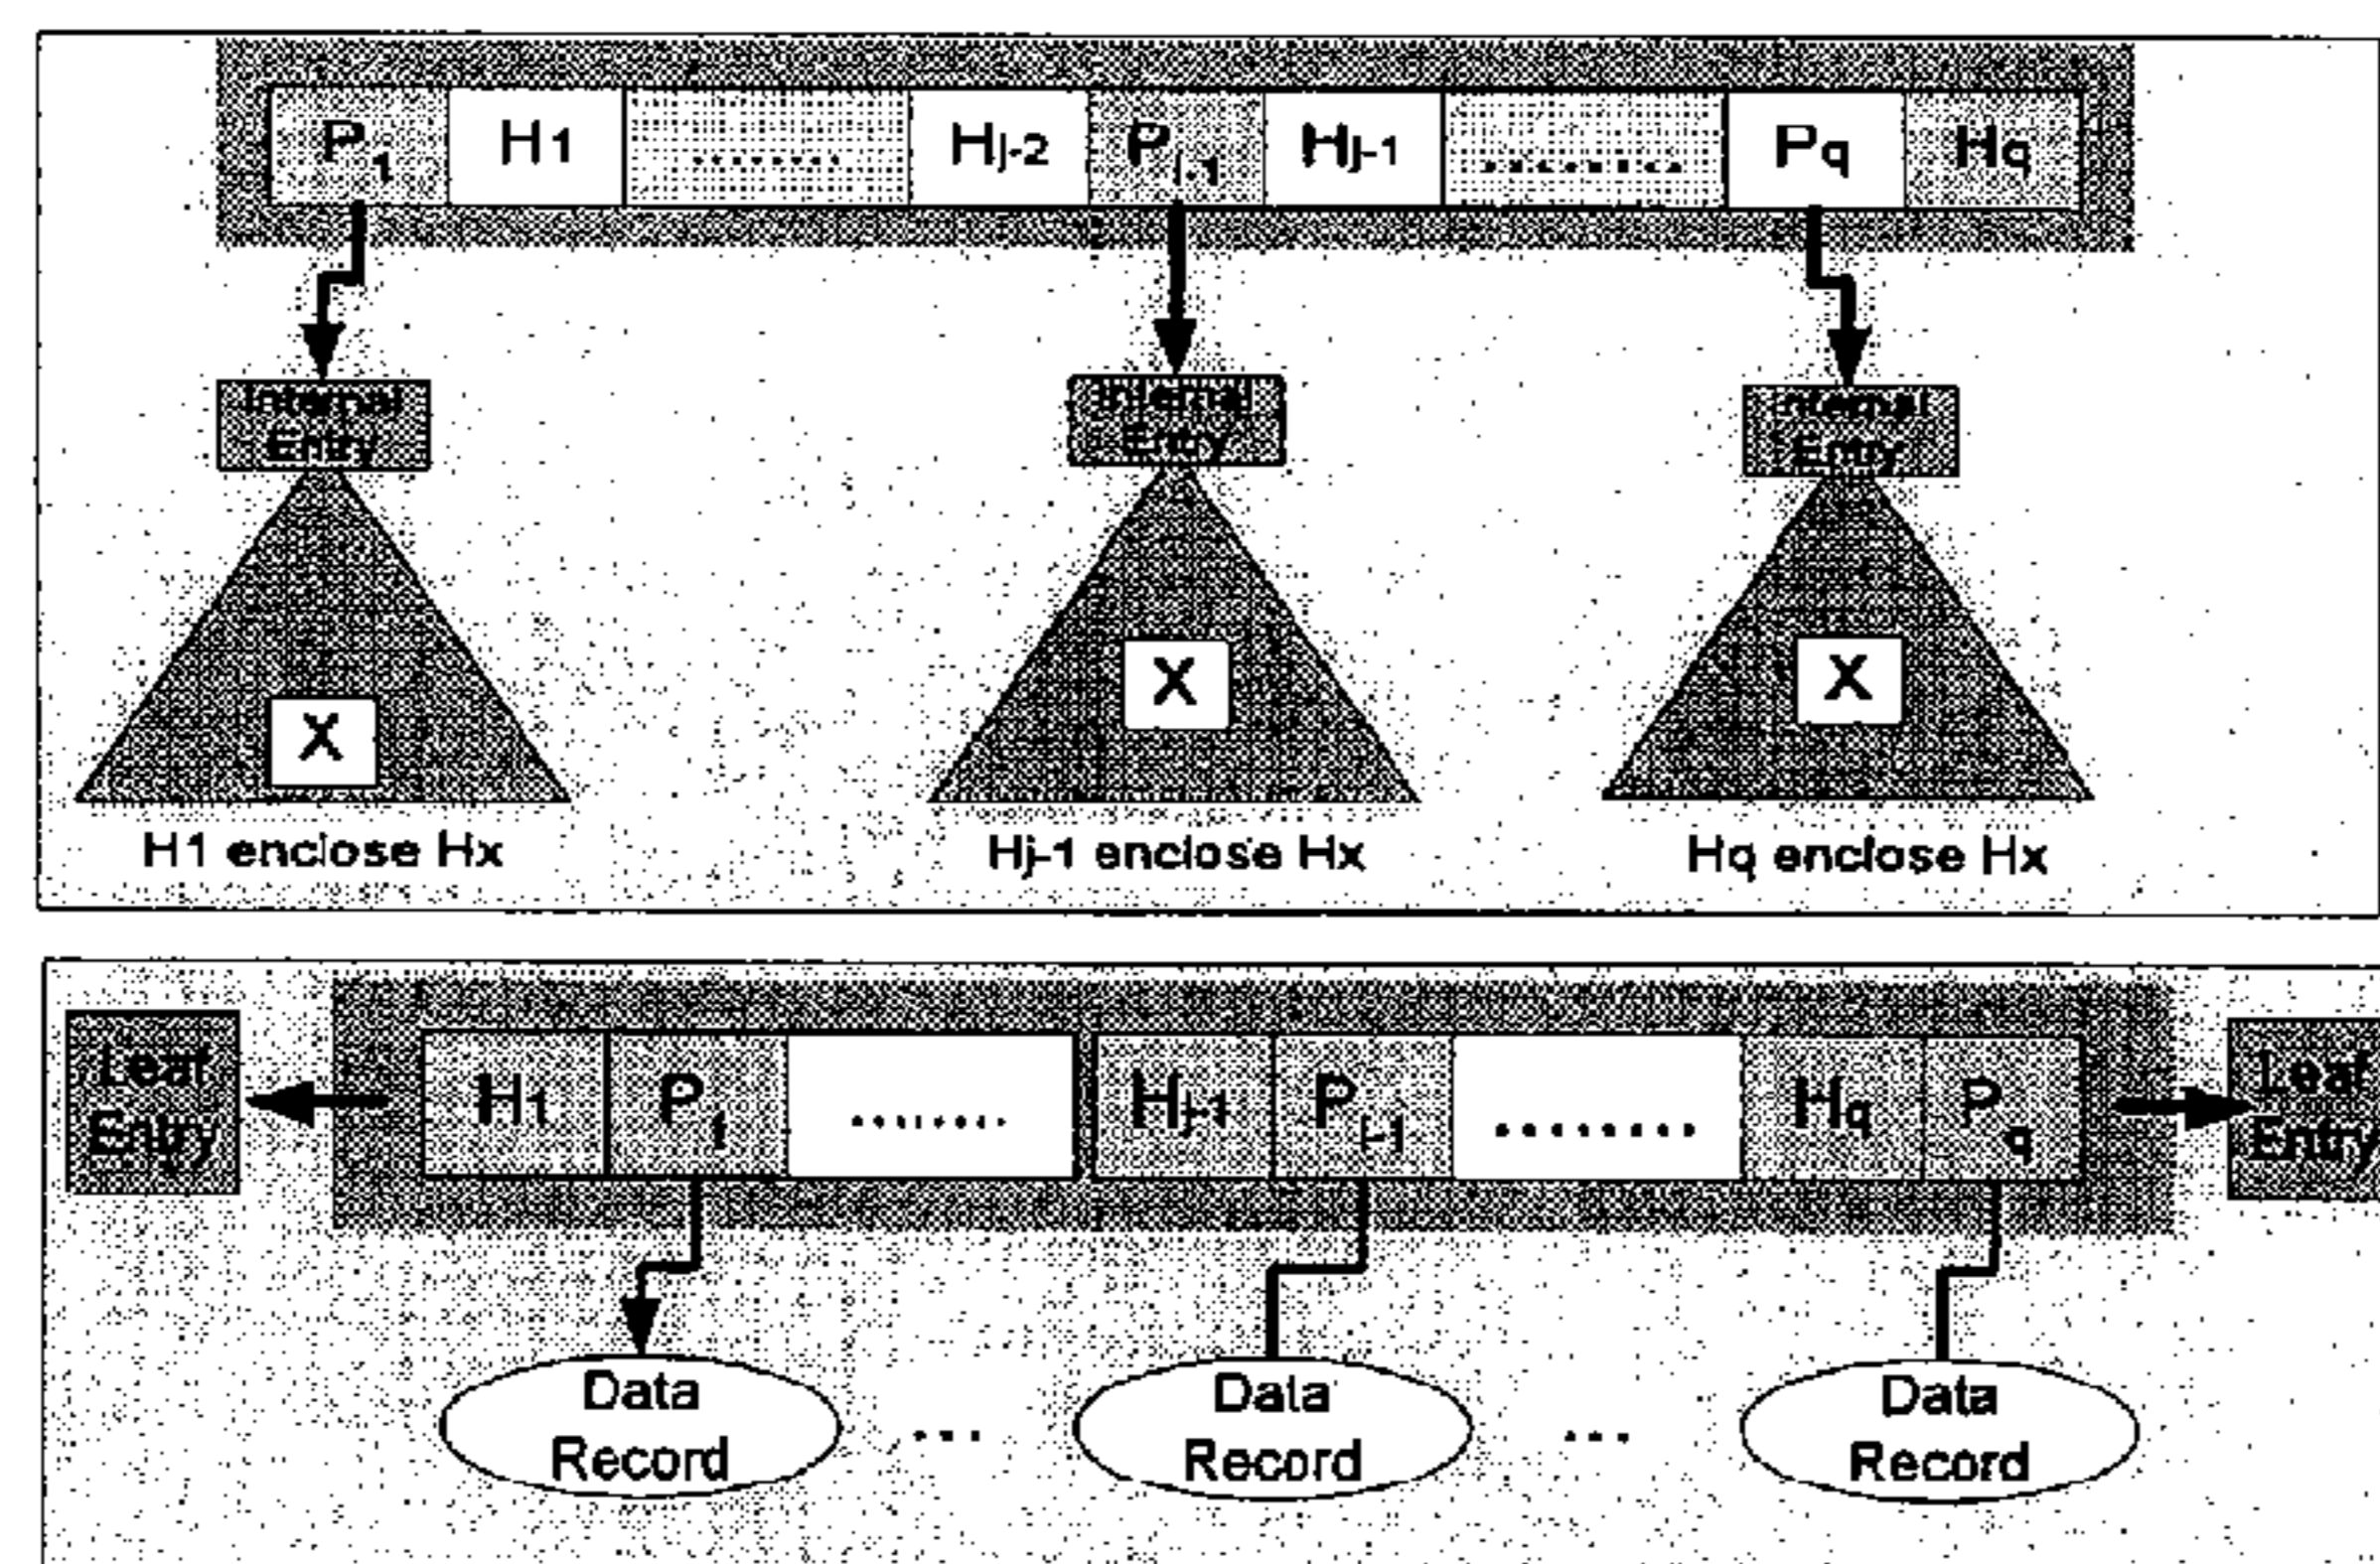 P1 H1 ........ Hj-2 Pj-1 Hj-1 ......... Pq Hq
Internal Internal Internal
Entry Entry Entry
X X X
H1 enclose Hx Hj-1 enclose Hx Hq enclose Hx
Leaf Entry H1 P1 ........ Hj-1 Pj-1 ........ Hq Pq Leaf Entry
Data Record ... Data Record ... Data Record